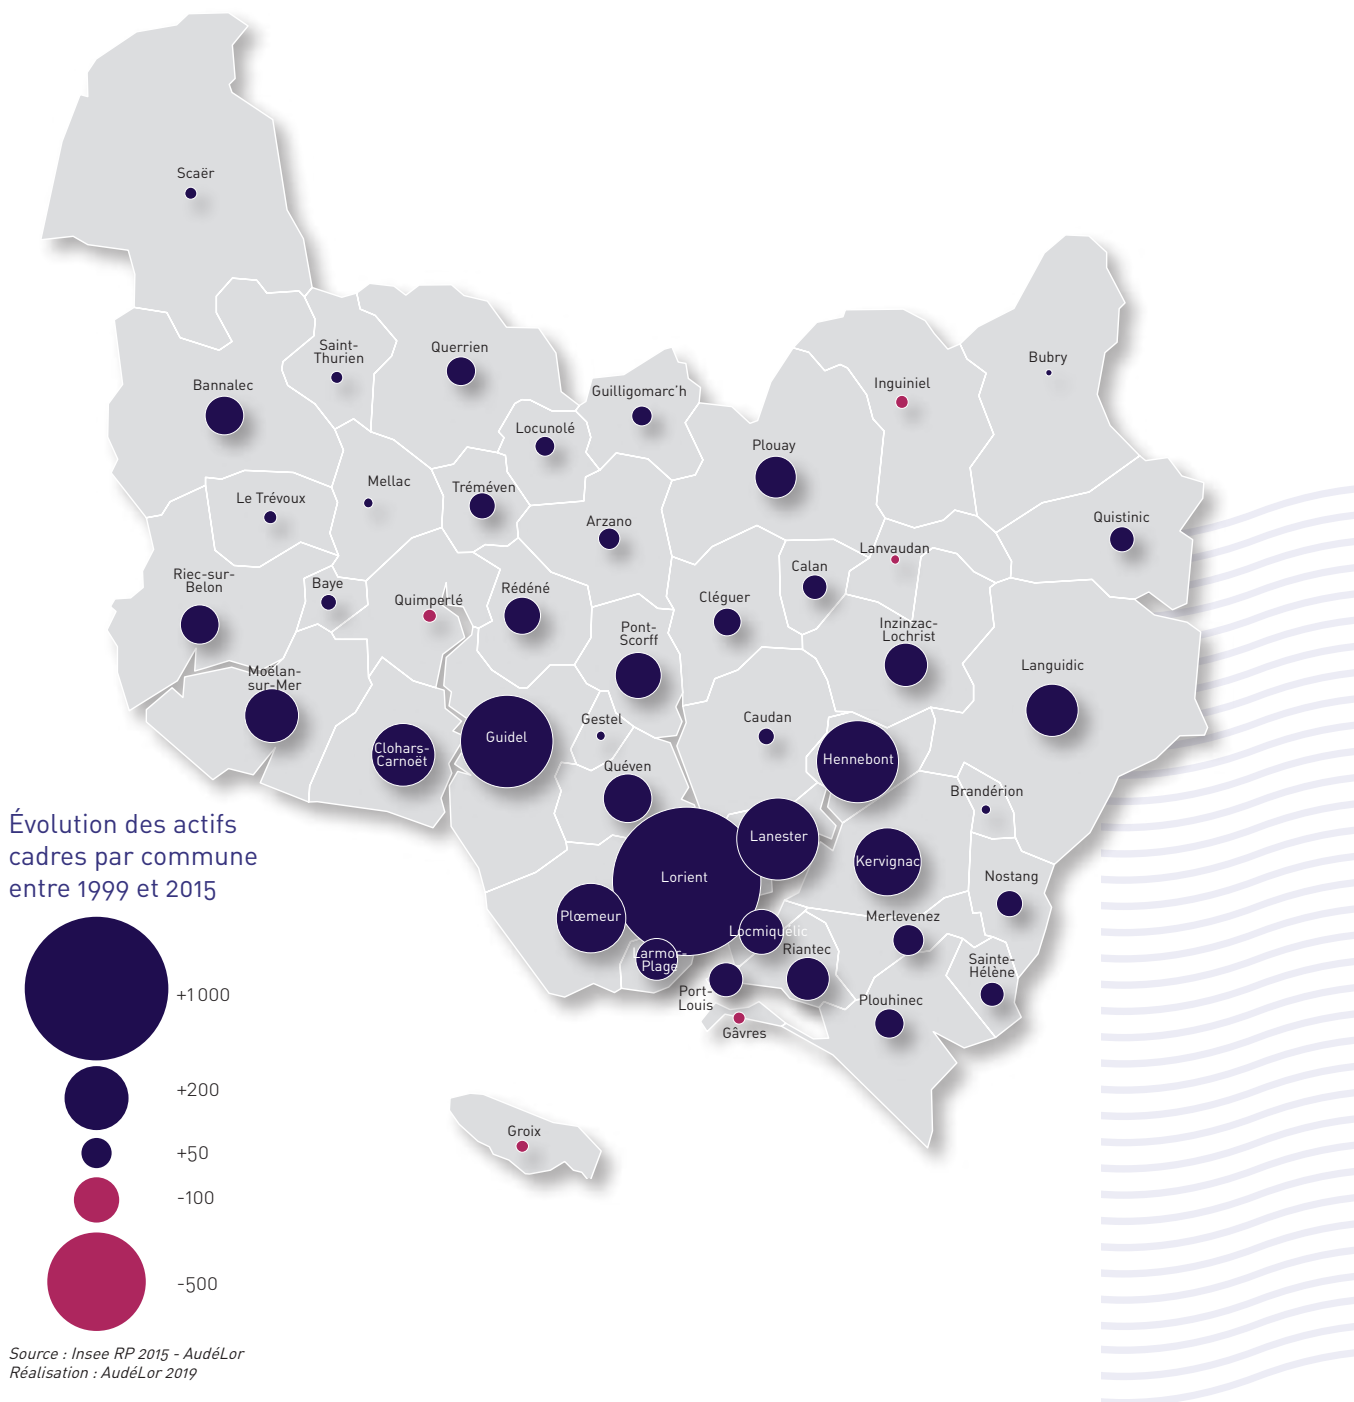 Scaër
Saint-
Thurien
Querrien
Bubry
Bannalec
Guilligomarc'h
Inguiniel
Locunolé
Plouay
Mellac
Tréméven
Le Trévoux
Arzano
Quistinic
Lanvaudan
Calan
Riec-sur-
Belon
Baye
Quimperlé
Rédéné
Cléguer
Pont-
Scorff
Inzinzac-
Lochrist
Languidic
Moëlan-
sur-Mer
Gestel
Caudan
Guidel
Clohars-
Carnoët
Hennebont
Quéven
Brandérion
Lanester
Kervignac
Lorient
Nostang
Plœmeur
Merlevenez
Locmiquélic
Larmor-
Plage
Riantec
Sainte-
Hélène
Port-
Louis
Plouhinec
Gâvres
Groix
Évolution des actifs
cadres par commune
entre 1999 et 2015
+1 000
+200
+50
-100
-500
Source : Insee RP 2015 - AudéLor
Réalisation : AudéLor 2019